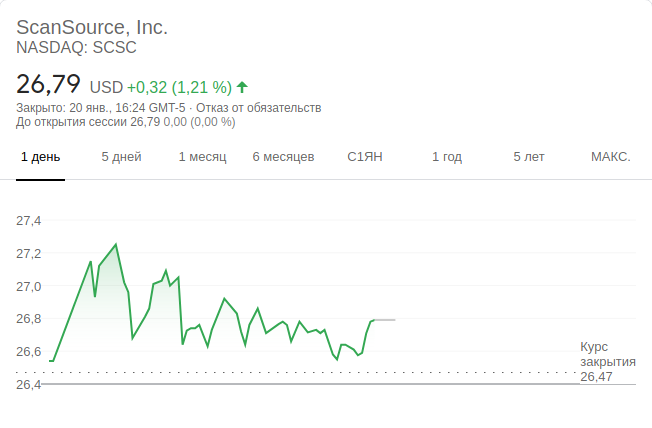 ScanSource, Inc.
NASDAQ: SCSC
26,79 USD +0,32 (1,21 %)
Закрыто: 20 янв., 16:24 GMT-5 · Отказ от обязательств
До открытия сессии 26,79 0,00 (0,00 %)
1 день 5 дней 1 месяц 6 месяцев С1ЯН 1 год 5 лет МАКС.
27,4
27,2
27,0
26,8
26,6
26,4
Курс
закрытия
26,47